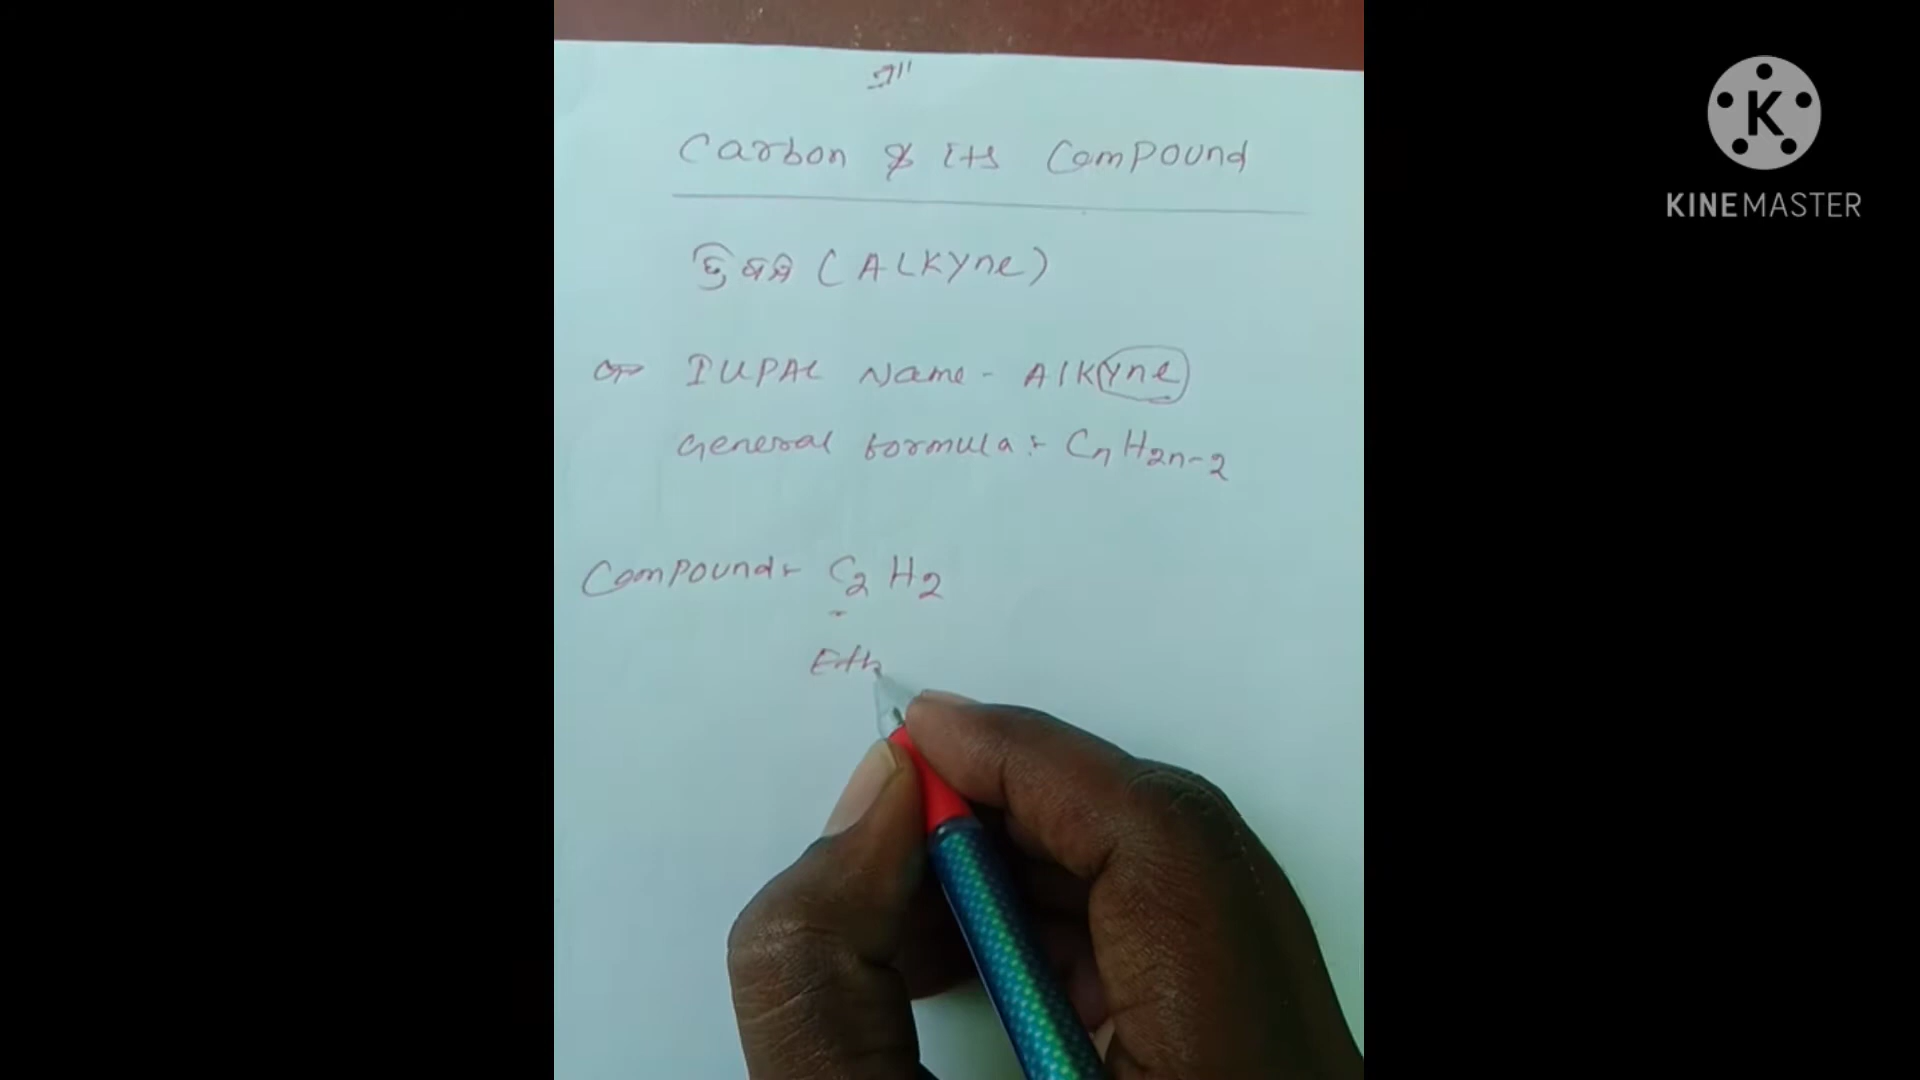 Carbon & Its Compound
(ALKyne)
IUPAC Name - Alkyne
General formula :- CnH2n-2
Compound :- C2H2
Eth
KINEMASTER